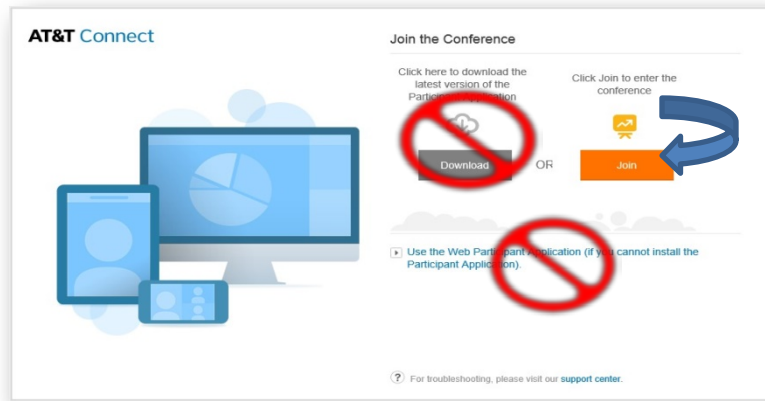 AT&T Connect
Join the Conference
Click here to download the
latest version of the
Participant Application
Click Join to enter the
conference
Download
OR
Join
Use the Web Participant Application (if you cannot install the
Participant Application).
? For troubleshooting, please visit our support center.